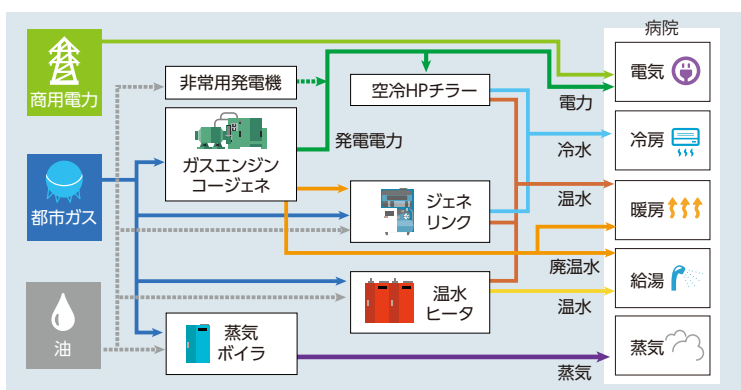 病院
商用電力
非常用発電機
空冷HPチラー
電気
電力
発電電力
ガスエンジン
コージェネ
冷水
冷房
都市ガス
ジェネ
リンク
温水
暖房
廃温水
温水
ヒータ
給湯
温水
油
蒸気
ボイラ
蒸気
蒸気